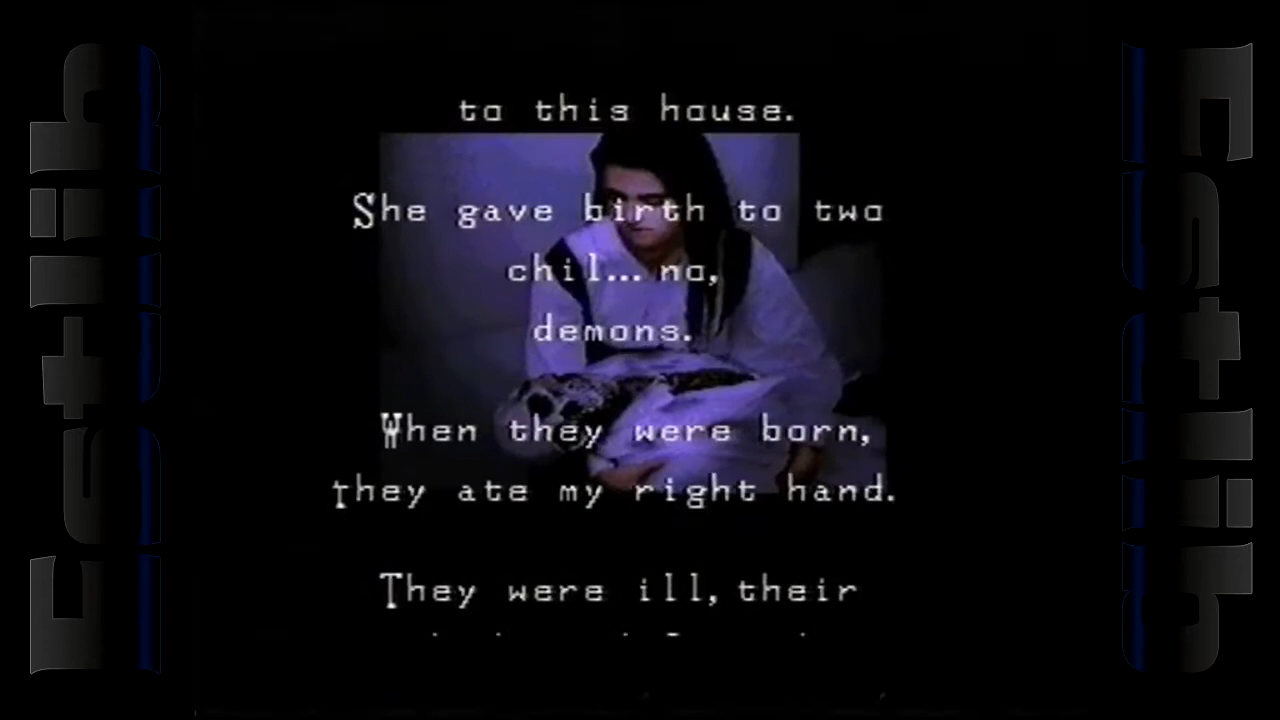 to this house.
She gave birth to two
chil... no,
demons.
When they were born,
they ate my right hand.
They were ill, their